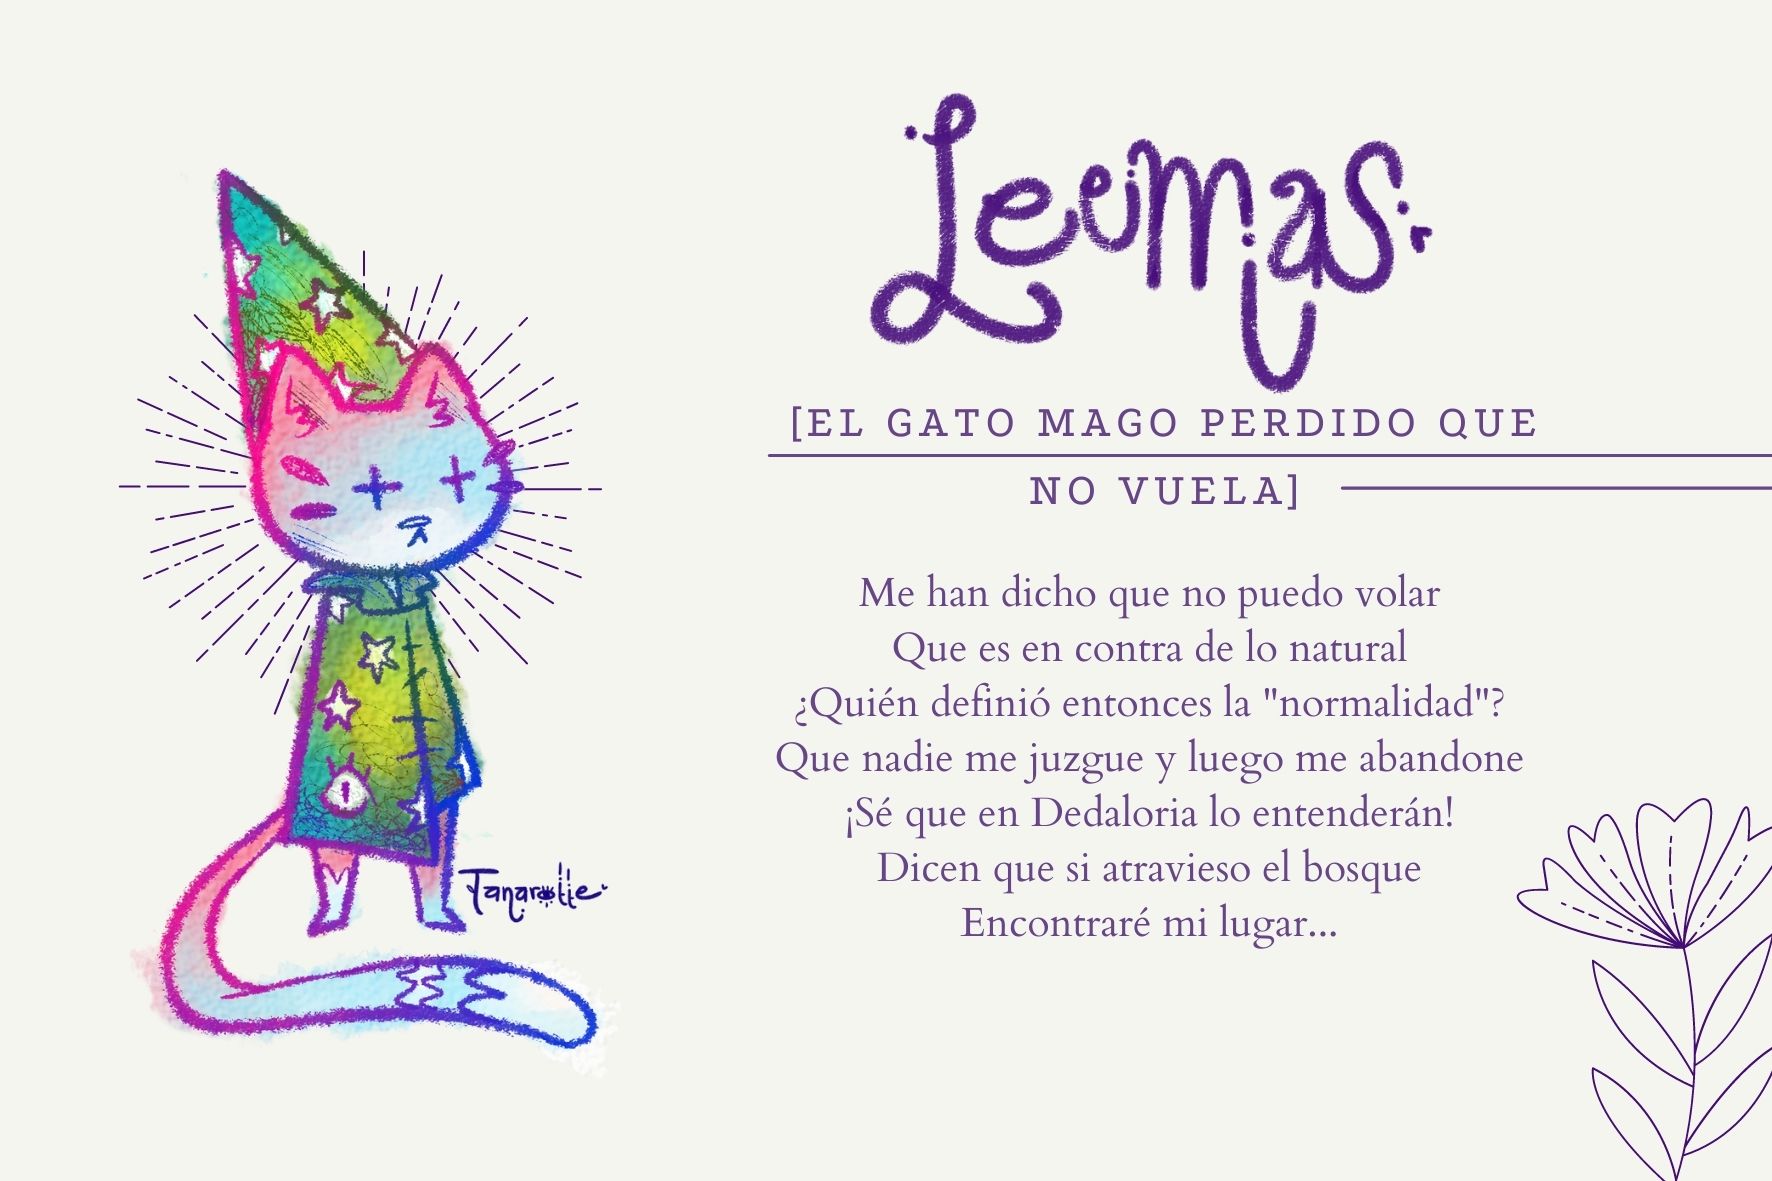 Leumas
[EL GATO MAGO PERDIDO QUE
NO VUELA]
Me han dicho que no puedo volar
Que es en contra de lo natural
¿Quién definió entonces la "normalidad"?
Que nadie me juzgue y luego me abandone
¡Sé que en Dedaloria lo entenderán!
Dicen que si atravieso el bosque
Encontraré mi lugar...
Tanarotte